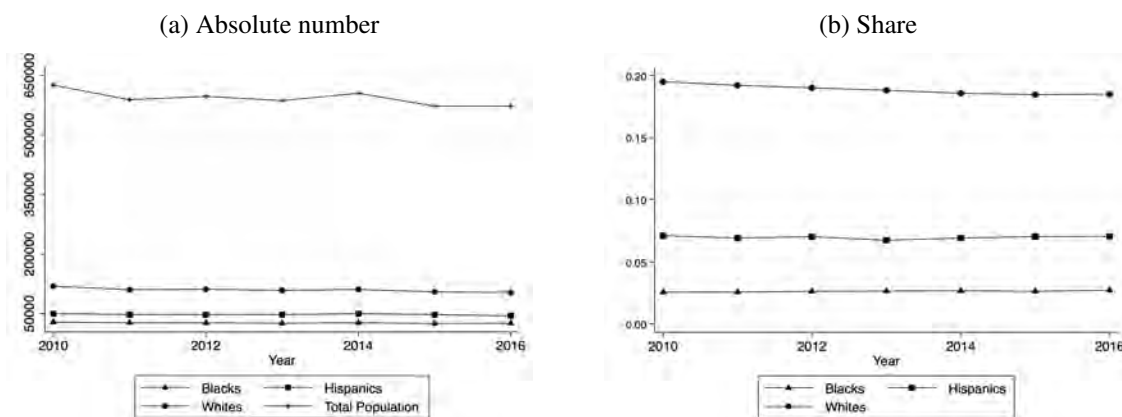 (a) Absolute number
650000
500000
350000
200000
500000
2010 2012 2014 2016
Year
Blacks Hispanics
Whites Total Population
(b) Share
0.20
0.15
0.10
0.05
0.00
2010 2012 2014 2016
Year
Blacks Hispanics
Whites